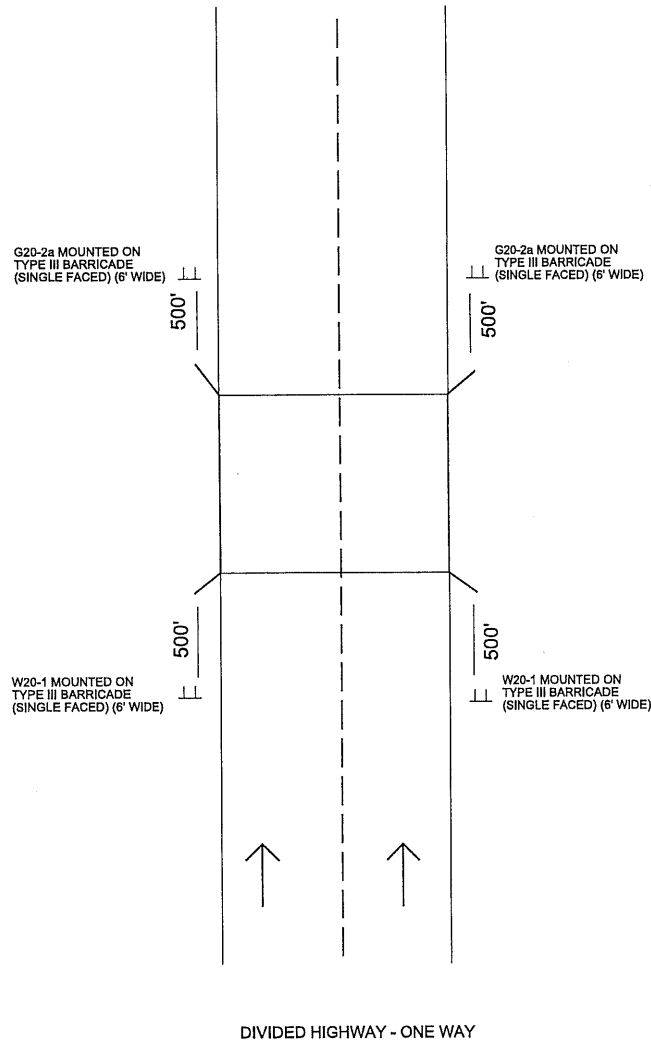 G20-2a MOUNTED ON
TYPE III BARRICADE
(SINGLE FACED) (6' WIDE)
500'
G20-2a MOUNTED ON
TYPE III BARRICADE
(SINGLE FACED) (6' WIDE)
500'
W20-1 MOUNTED ON
TYPE III BARRICADE
(SINGLE FACED) (6' WIDE)
500'
W20-1 MOUNTED ON
TYPE III BARRICADE
(SINGLE FACED) (6' WIDE)
500'
DIVIDED HIGHWAY - ONE WAY